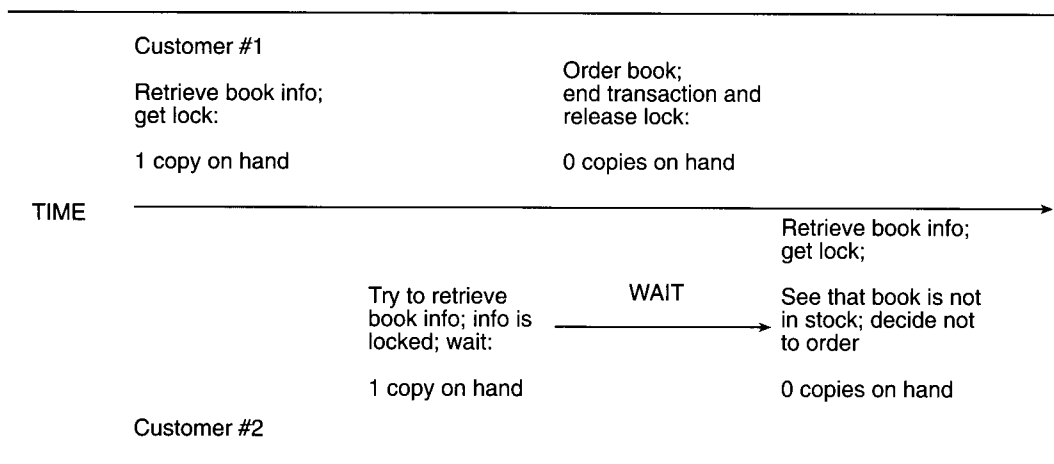 Customer #1
Retrieve book info;
get lock:
1 copy on hand
Order book;
end transaction and
release lock:
0 copies on hand
TIME
Try to retrieve
book info; info is
locked; wait:
1 copy on hand
WAIT
Retrieve book info;
get lock;
See that book is not
in stock; decide not
to order
0 copies on hand
Customer #2